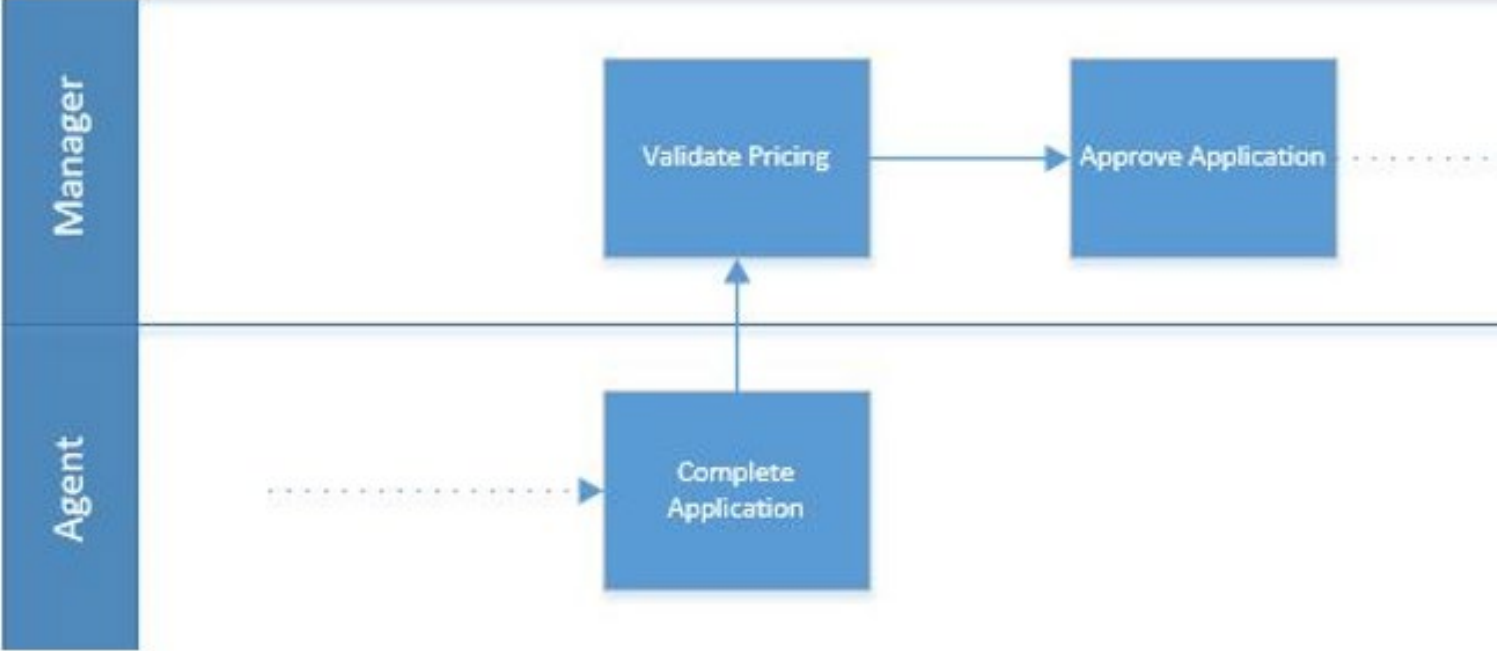 Manager
Validate Pricing
Approve Application
Agent
Complete
Application